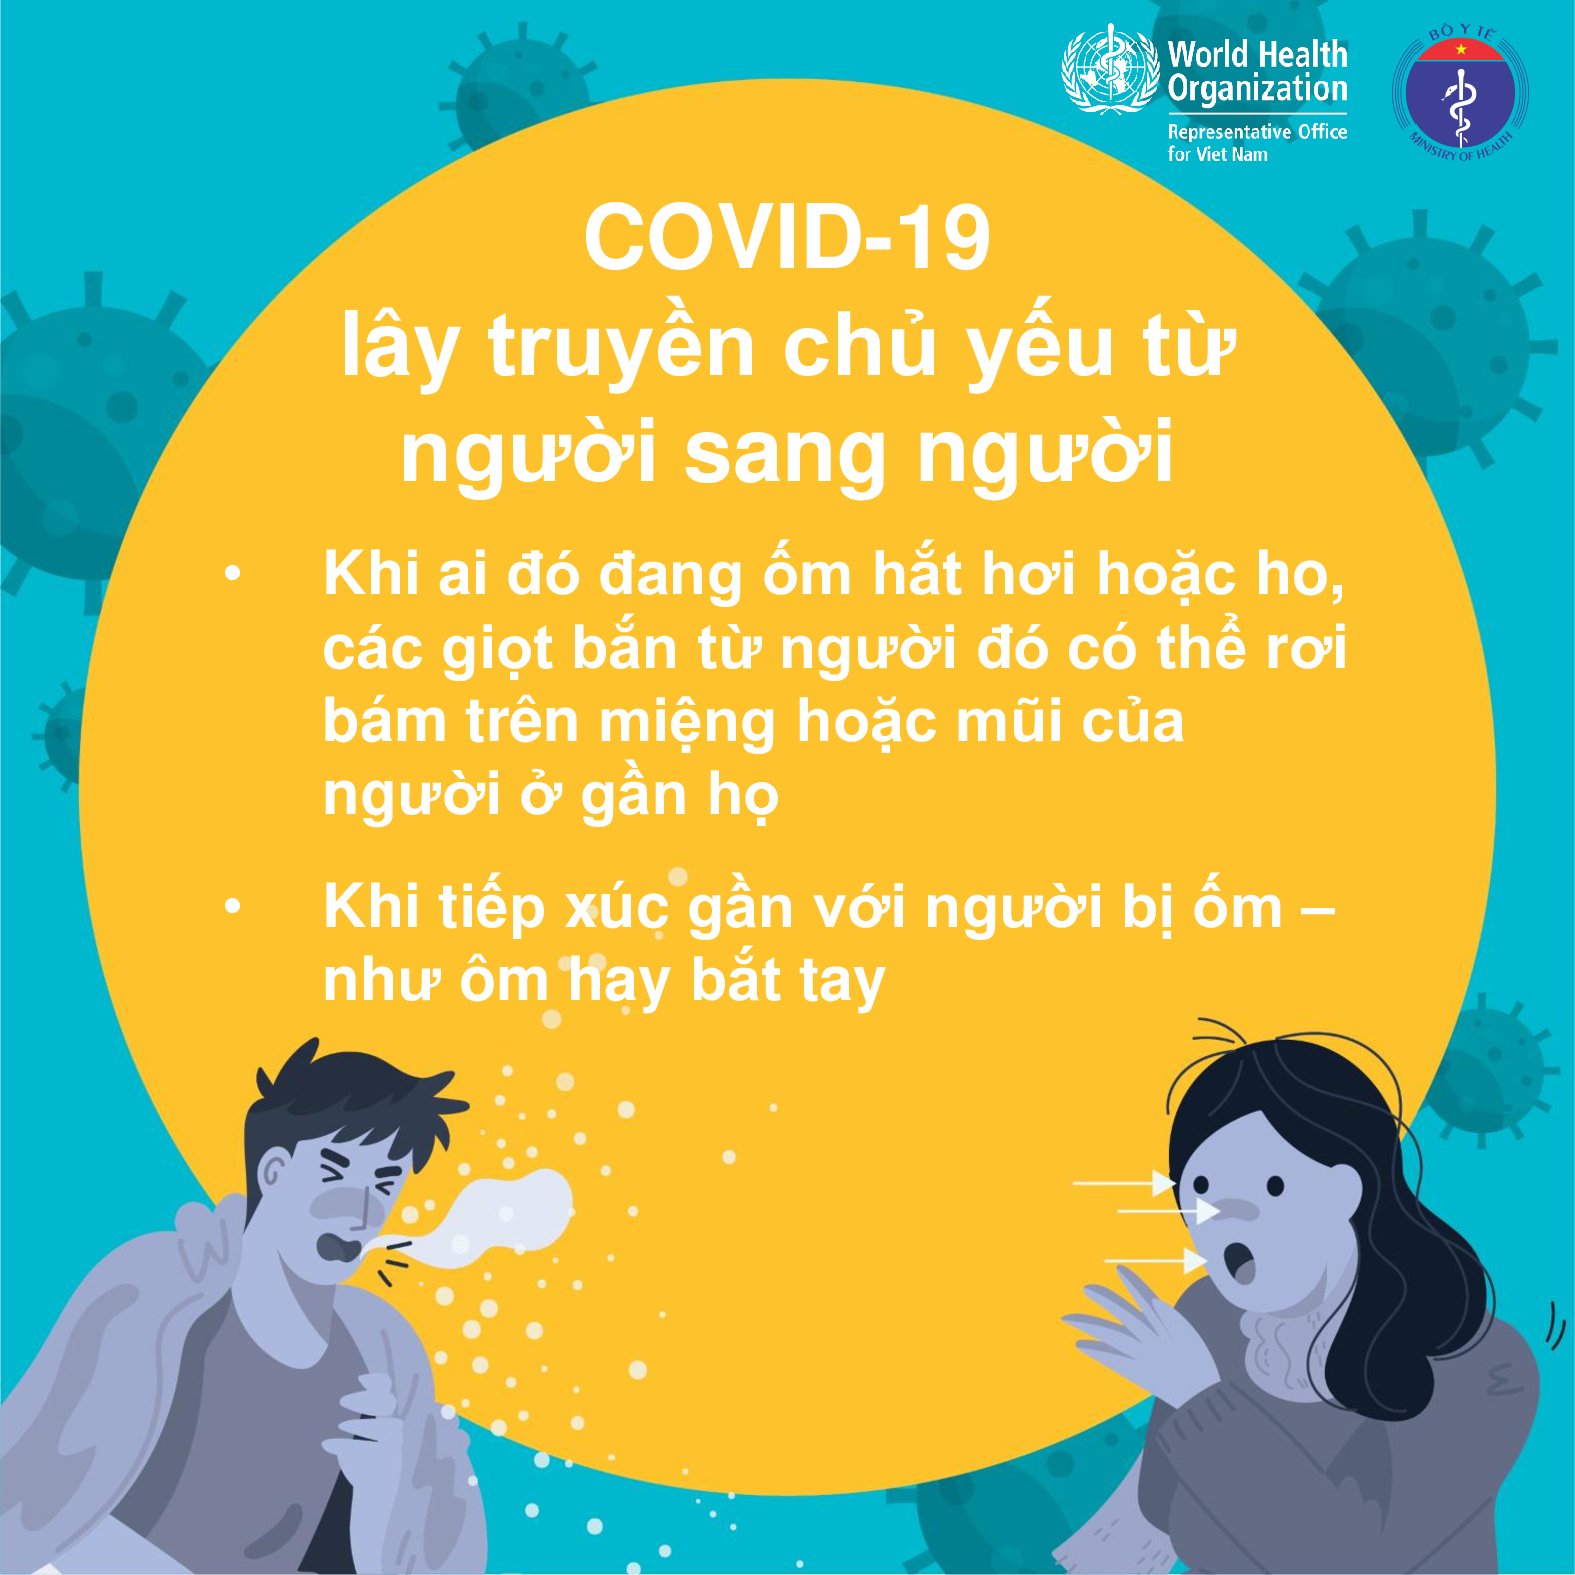 World Health
Organization
Representative Office
for Viet Nam
BỘ Y TẾ
MINISTRY OF HEALTH
COVID-19
lây truyền chủ yếu từ
người sang người
• Khi ai đó đang ốm hắt hơi hoặc ho,
các giọt bắn từ người đó có thể rơi
bám trên miệng hoặc mũi của
người ở gần họ
• Khi tiếp xúc gần với người bị ốm –
như ôm hay bắt tay